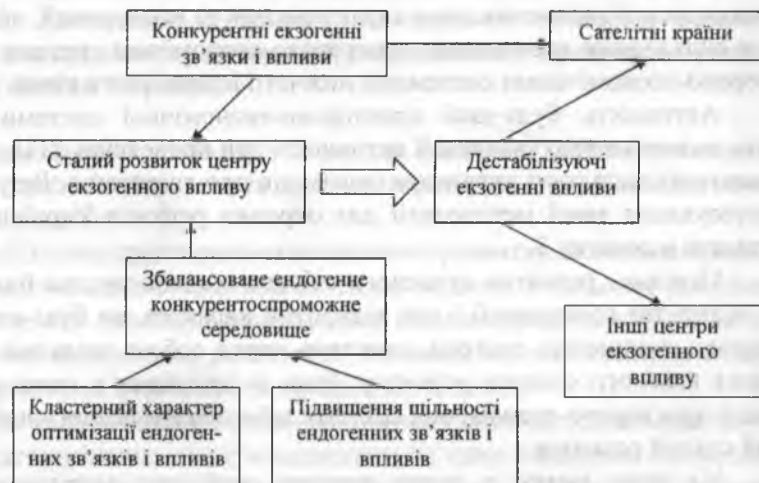 Конкурентні екзогенні
зв'язки і впливи
Сателітні країни
Сталий розвиток центру
екзогенного впливу
Дестабілізуючі
екзогенні впливи
Збалансоване ендогенне
конкурентоспроможне
середовище
Інші центри
екзогенного
впливу
Кластерний характер
оптимізації ендоген-
них зв'язків і впливів
Підвищення щільності
ендогенних зв'язків і
впливів